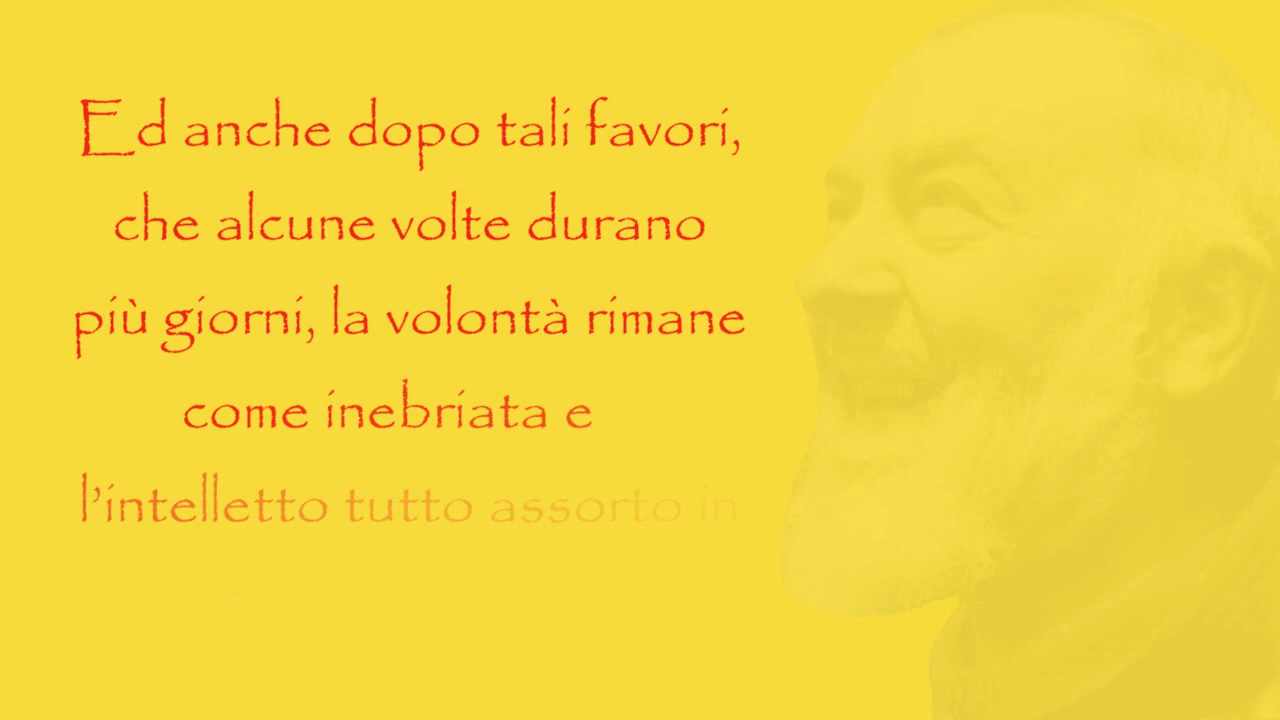 Ed anche dopo tali favori,
che alcune volte durano
più giorni, la volontà rimane
come inebriata e
l’intelletto tutto assorto in